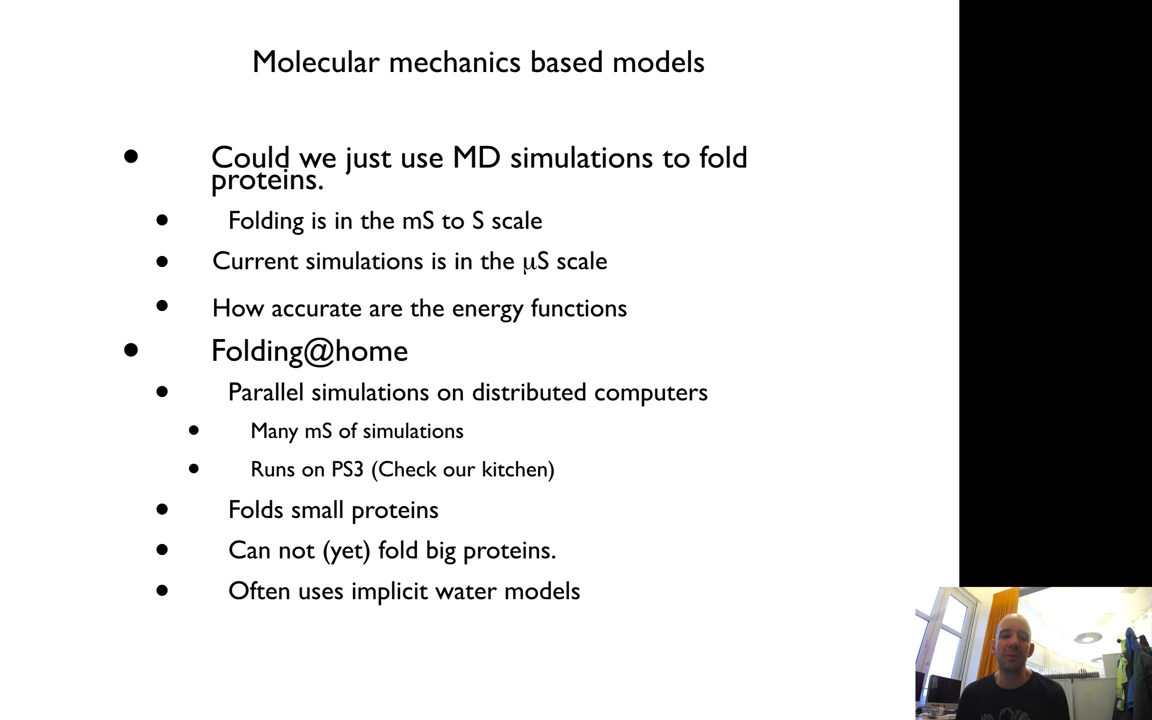 Molecular mechanics based models
• Could we just use MD simulations to fold
proteins.
• Folding is in the mS to S scale
• Current simulations is in the μS scale
• How accurate are the energy functions
• Folding@home
• Parallel simulations on distributed computers
• Many mS of simulations
• Runs on PS3 (Check our kitchen)
• Folds small proteins
• Can not (yet) fold big proteins.
• Often uses implicit water models